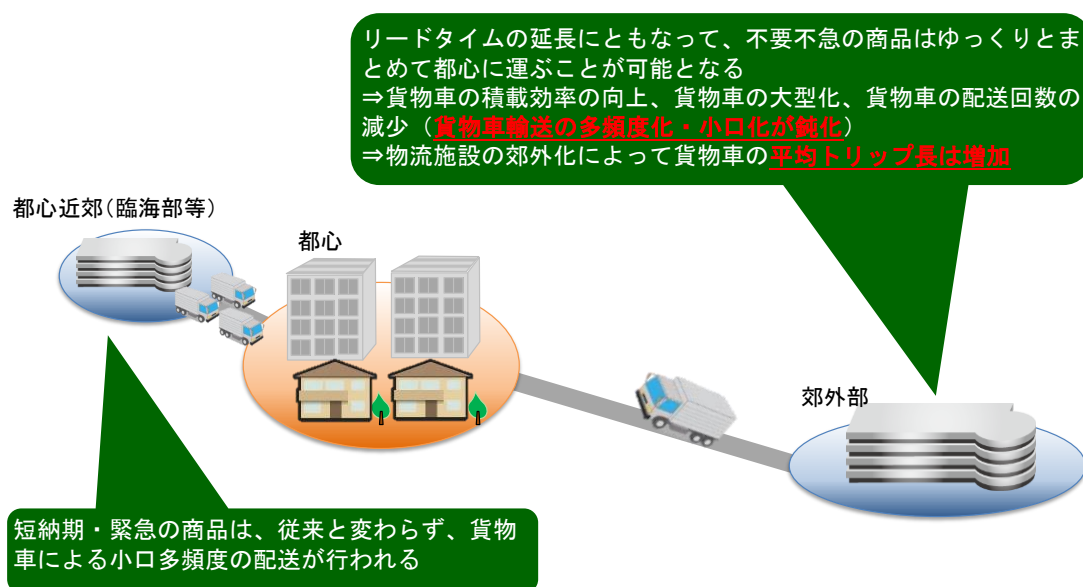 リードタイムの延長にともなって、不要不急の商品はゆっくりとま
とめて都心に運ぶことが可能となる
⇒貨物車の積載効率の向上、貨物車の大型化、貨物車の配送回数の
減少（貨物車輸送の多頻度化・小口化が鈍化）
⇒物流施設の郊外化によって貨物車の平均トリップ長は増加
都心近郊（臨海部等）
都心
郊外部
短納期・緊急の商品は、従来と変わらず、貨物
車による小口多頻度の配送が行われる